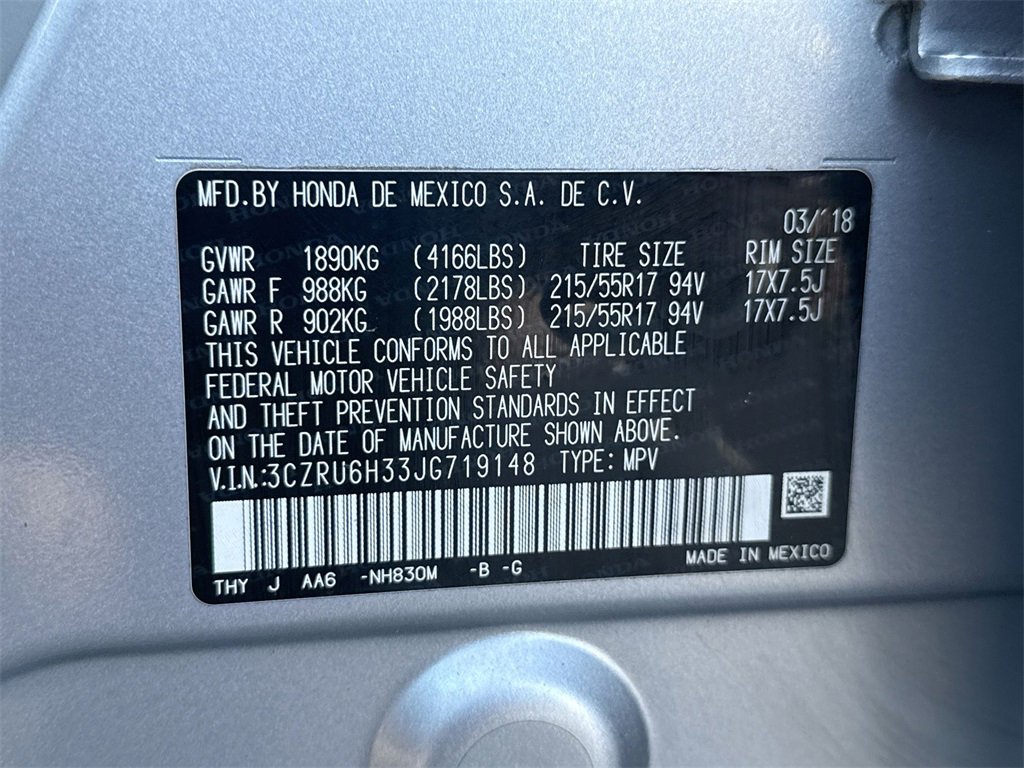 MFD.BY HONDA DE MEXICO S.A. DE C.V.
03/'18
GVWR 1890KG (4166LBS) TIRE SIZE RIM SIZE
GAWR F 988KG (2178LBS) 215/55R17 94V 17X7.5J
GAWR R 902KG (1988LBS) 215/55R17 94V 17X7.5J
THIS VEHICLE CONFORMS TO ALL APPLICABLE
FEDERAL MOTOR VEHICLE SAFETY
AND THEFT PREVENTION STANDARDS IN EFFECT
ON THE DATE OF MANUFACTURE SHOWN ABOVE.
V.I.N.:3CZRU6H33JG719148 TYPE: MPV
MADE IN MEXICO
THY J AA6 -NH830M -B -G